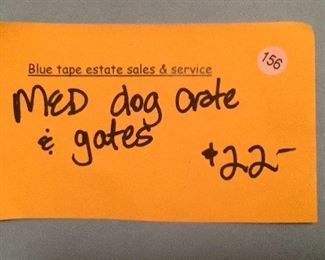 156
Blue tape estate sales & service
MED dog crate
& gates
$22-